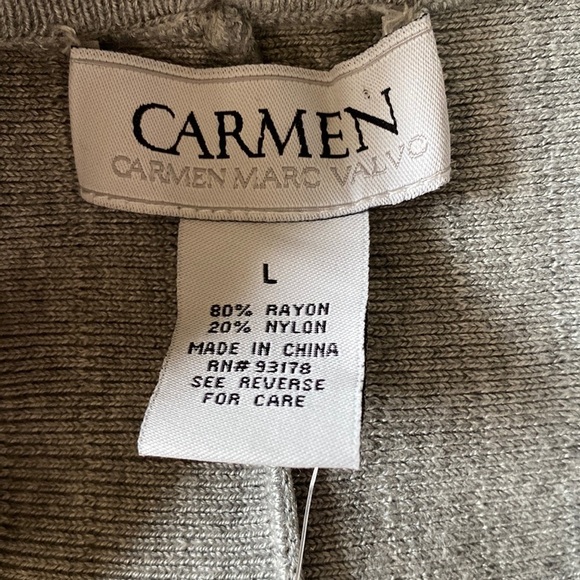 CARMEN
CARMEN MARC VALVO
L
80% RAYON
20% NYLON
MADE IN CHINA
RN# 93178
SEE REVERSE
FOR CARE